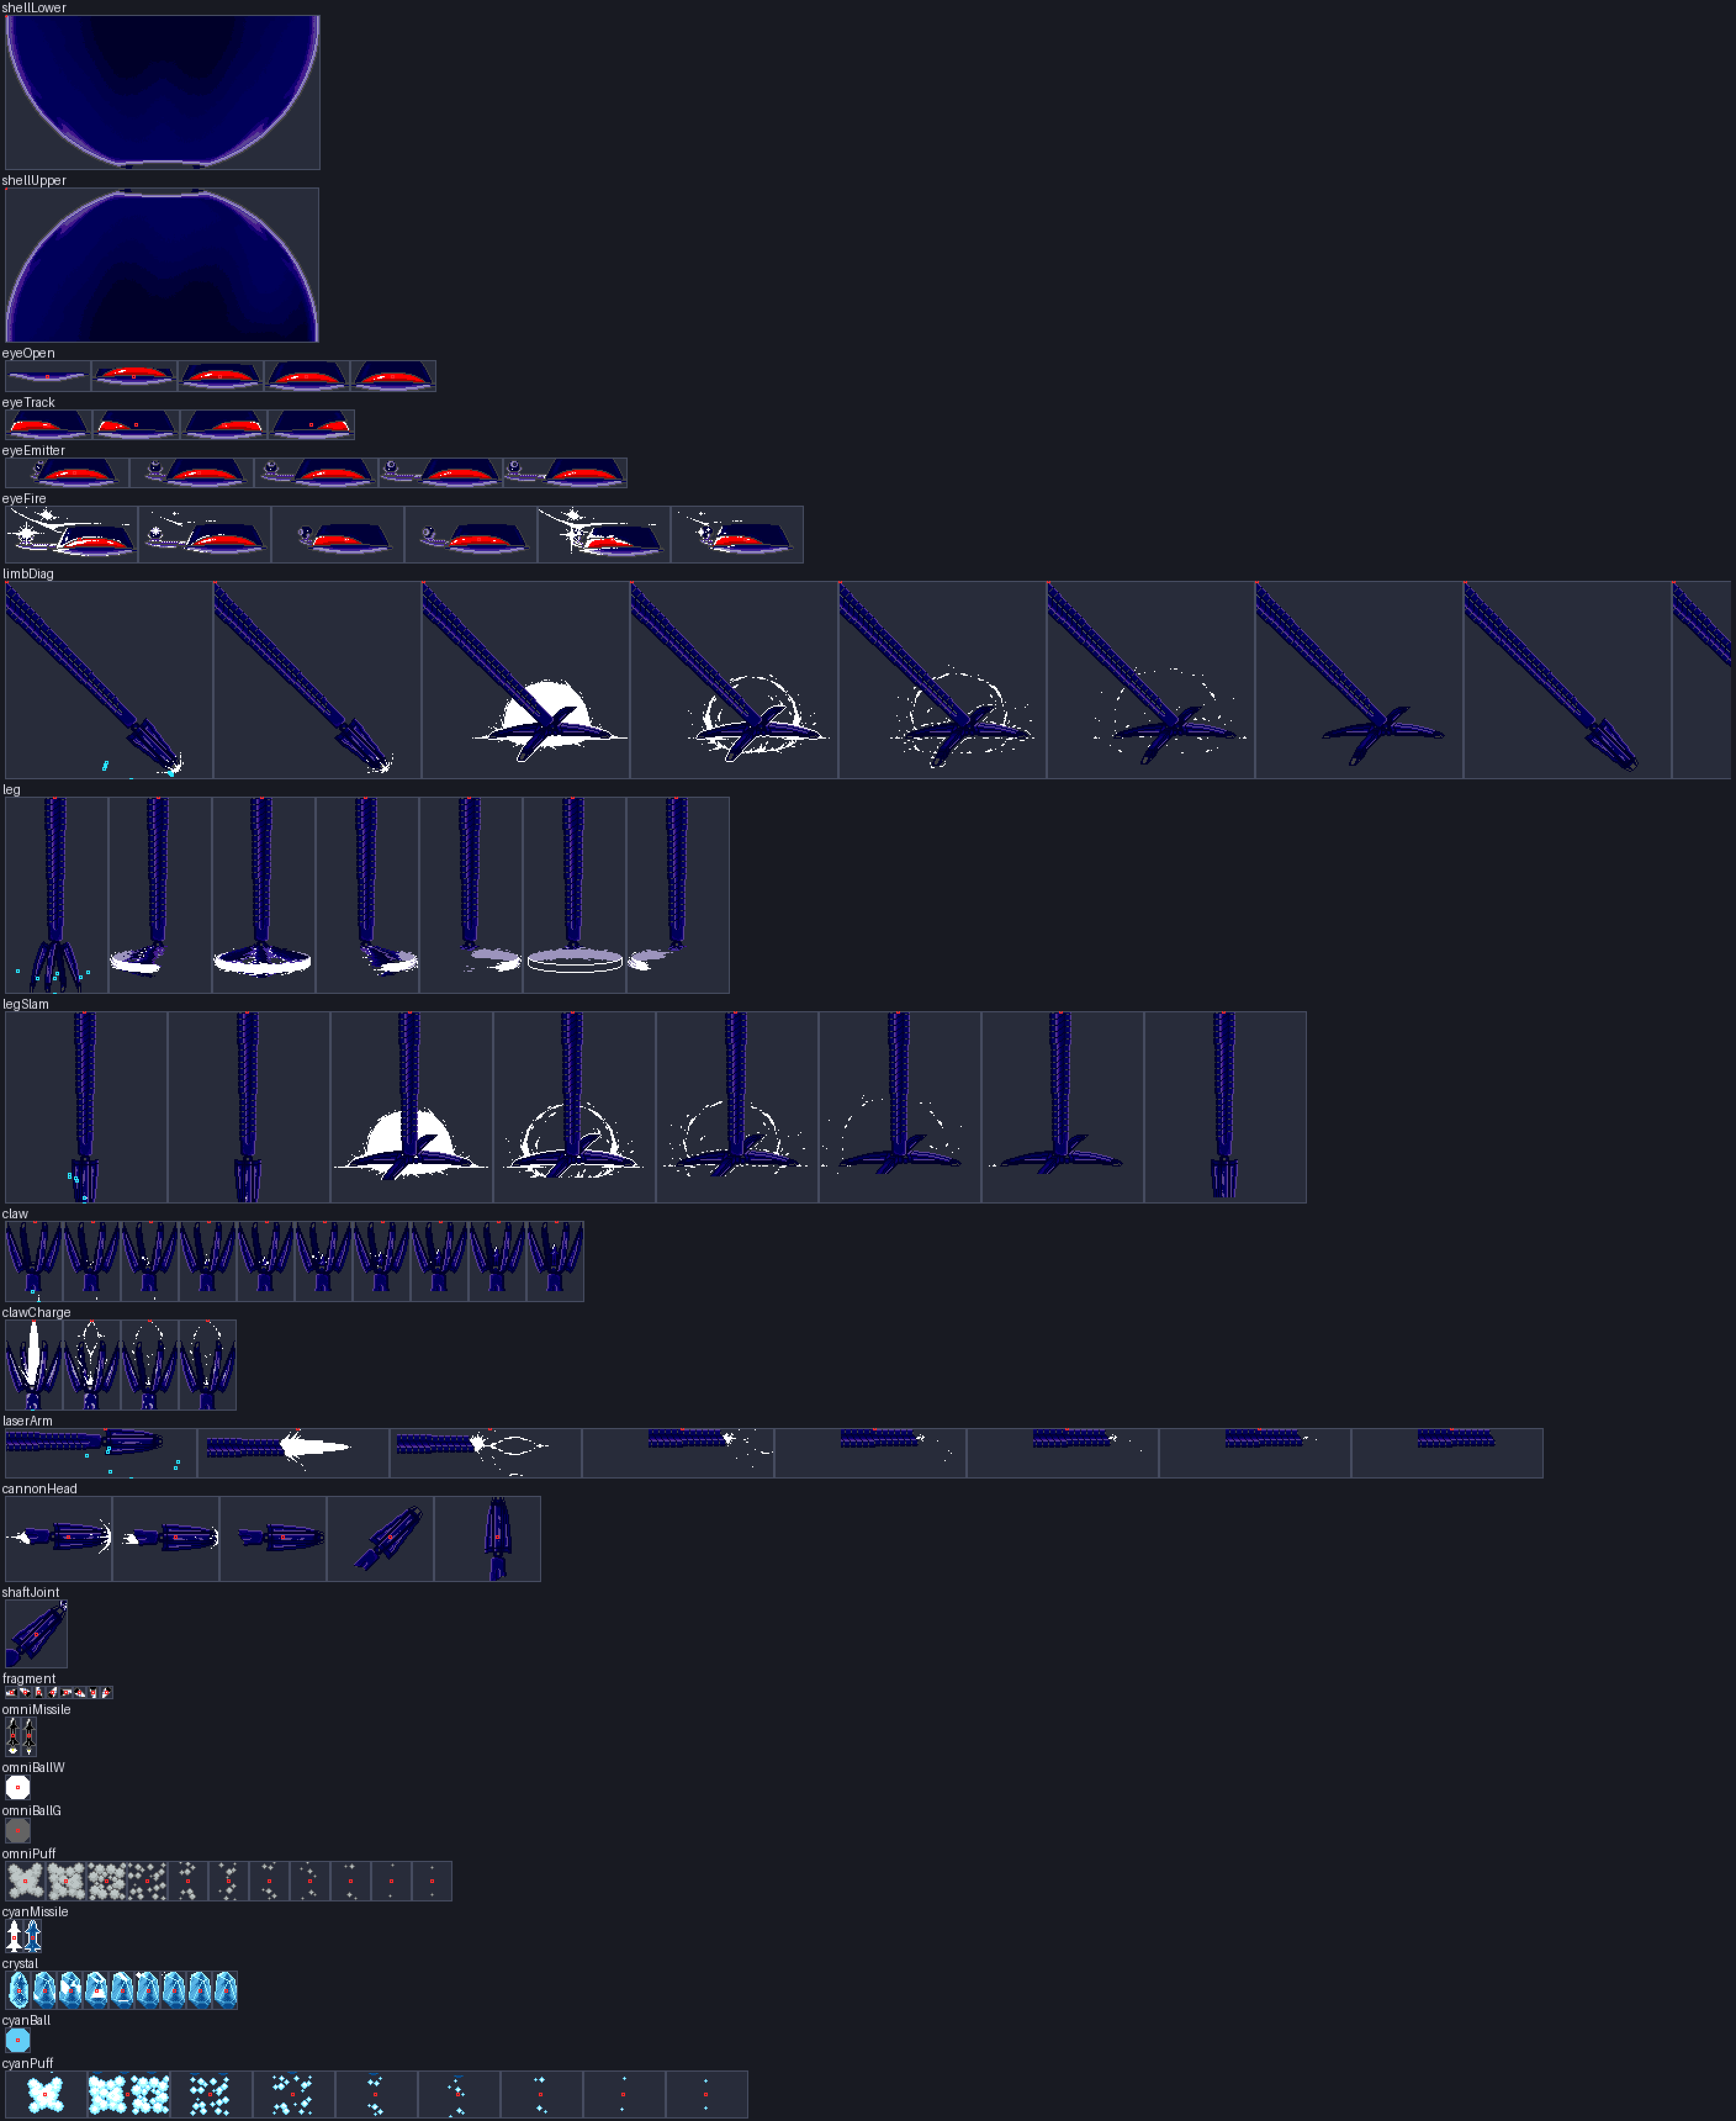 shellLower
shellUpper
eyeOpen
eyeTrack
eyeEmitter
eyeFire
limbDiag
leg
legSlam
claw
clawCharge
laserArm
cannonHead
shaftJoint
fragment
omniMissile
omniBallW
omniBallG
omniPuff
cyanMissile
crystal
cyanBall
cyanPuff